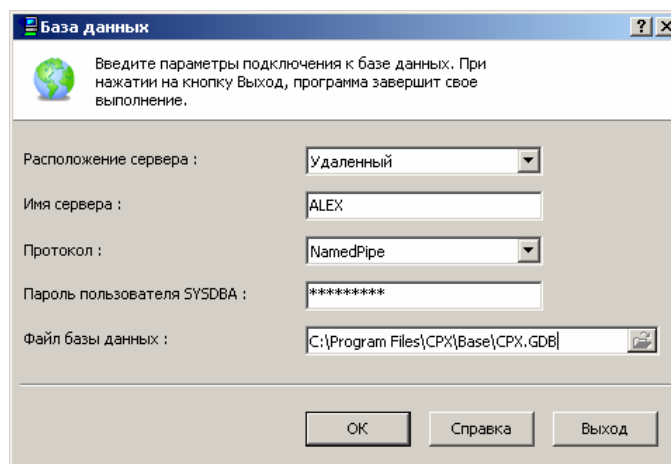 База данных
Введите параметры подключения к базе данных. При
нажатии на кнопку Выход, программа завершит свое
выполнение.
Расположение сервера :
Удаленный
Имя сервера :
ALEX
Протокол :
NamedPipe
Пароль пользователя SYSDBA :
*********
Файл базы данных :
C:\Program Files\CPX\Base\CPX.GDB
ОК
Справка
Выход